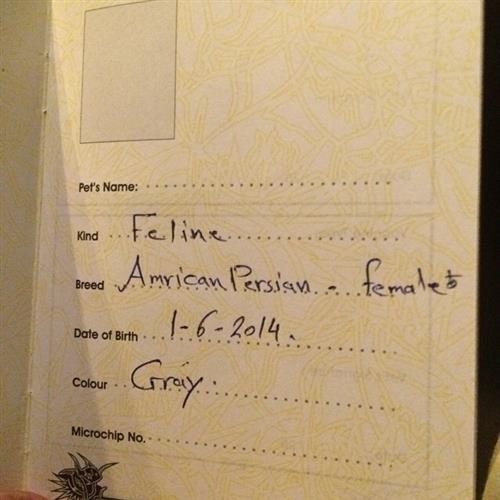 Pet's Name:
Kind Feline
Breed Amrican Persian - female
Date of Birth 1-6-2014.
Colour Gray.
Microchip No.